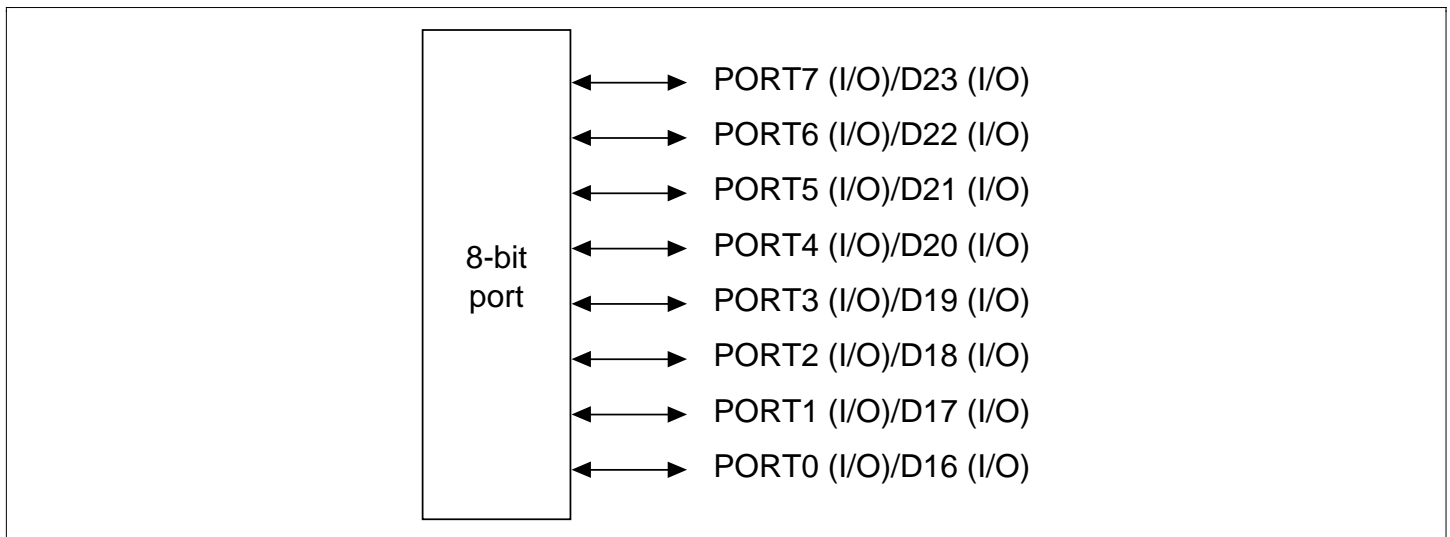 PORT7 (I/O)/D23 (I/O)
PORT6 (I/O)/D22 (I/O)
PORT5 (I/O)/D21 (I/O)
PORT4 (I/O)/D20 (I/O)
8-bit
port
PORT3 (I/O)/D19 (I/O)
PORT2 (I/O)/D18 (I/O)
PORT1 (I/O)/D17 (I/O)
PORT0 (I/O)/D16 (I/O)